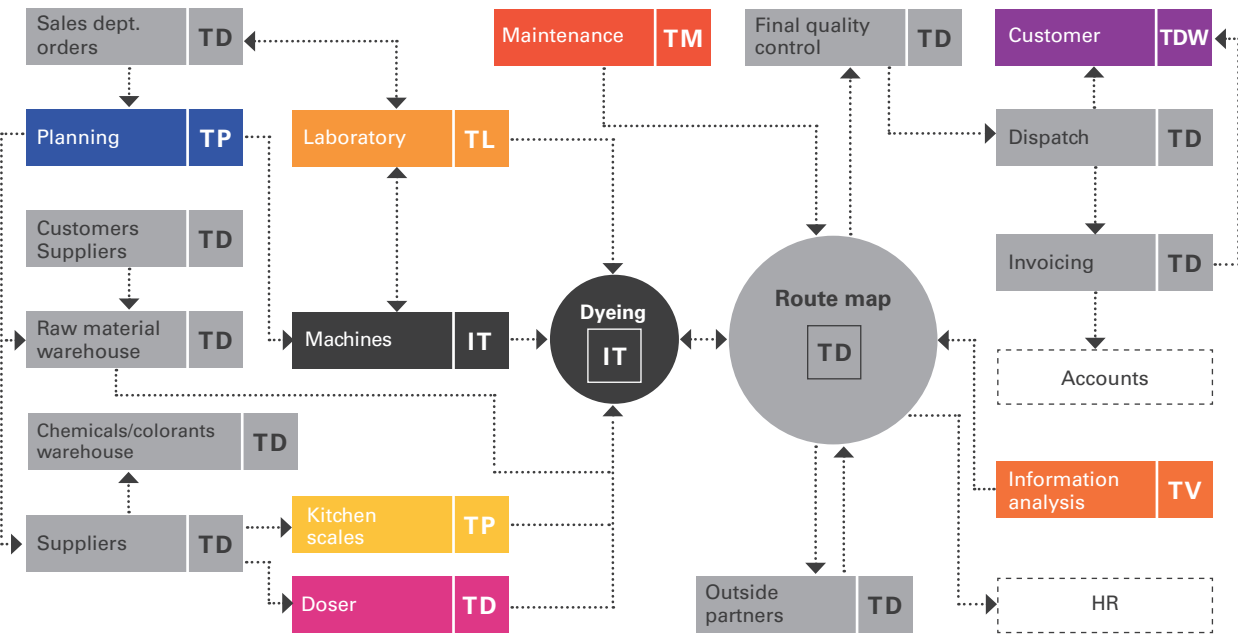 Sales dept.
orders
TD
Maintenance
TM
Final quality
control
TD
Customer
TDW
Planning
TP
Laboratory
TL
Dispatch
TD
Customers
Suppliers
TD
Invoicing
TD
Raw material
warehouse
TD
Machines
IT
Dyeing
IT
Route map
TD
Accounts
Chemicals/colorants
warehouse
TD
Information
analysis
TV
Suppliers
TD
Kitchen
scales
TP
Doser
TD
Outside
partners
TD
HR